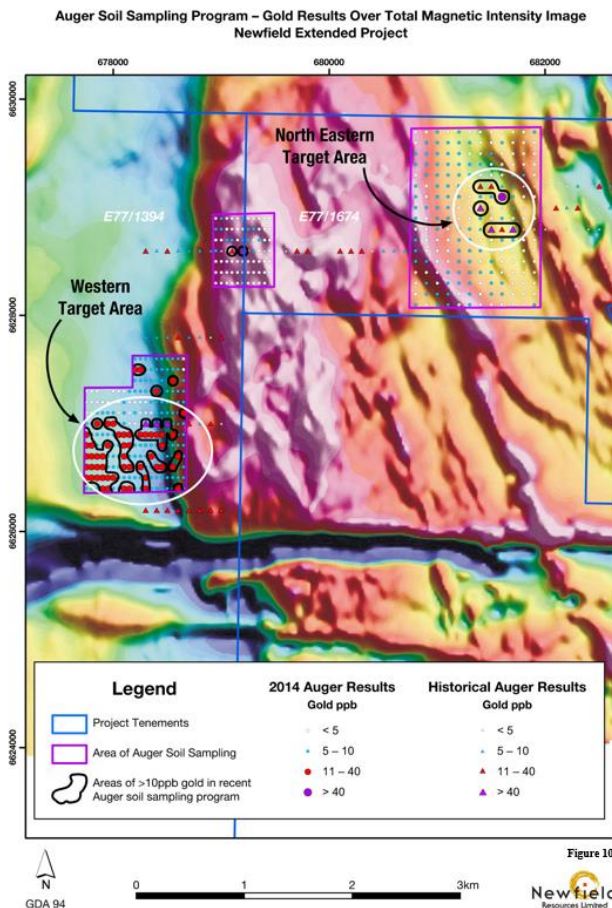 Auger Soil Sampling Program – Gold Results Over Total Magnetic Intensity Image
Newfield Extended Project
678000
680000
682000
6630000
North Eastern
Target Area
E77/1394
E77/1674
Western
Target Area
6628000
6626000
6624000
Legend
Project Tenements
Area of Auger Soil Sampling
Areas of >10ppb gold in recent
Auger soil sampling program
2014 Auger Results
Gold ppb
< 5
5 – 10
11 – 40
> 40
Historical Auger Results
Gold ppb
< 5
5 – 10
11 – 40
> 40
Figure 10
N
GDA 94
0
1
2
3km
Newfield
Resources Limited